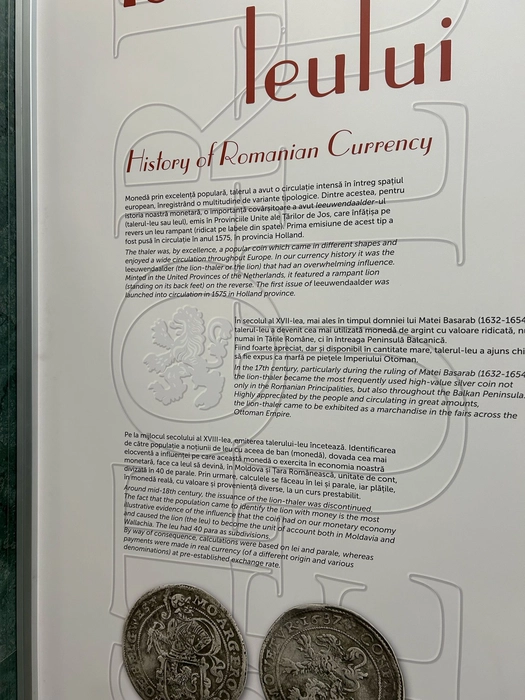 leului
History of Romanian Currency
Monedă prin excelență populară, talerul a avut o circulație intensă în întreg spațiul
european, înregistrând o multitudine de variante tipologice. Dintre acestea, pentru
istoria noastră monetară, o importanță covârșitoare a avut leeuwendaalder-ul
(talerul-leu sau leul), emis în Provinciile Unite ale Țărilor de Jos, care înfățișa pe
revers un leu rampant (ridicat pe labele din spate). Prima emisiune de acest tip a
fost pusă în circulație în anul 1575, în provincia Holland.
The thaler was, by excellence, a popular coin which came in different shapes and
enjoyed a wide circulation throughout Europe. In our currency history it was the
leeuwendaalder (the lion-thaler or the lion) that had an overwhelming influence.
Minted in the United Provinces of the Netherlands, it featured a rampant lion
(standing on its back feet) on the reverse. The first issue of leeuwendaalder was
launched into circulation in 1575 in Holland province.
În secolul al XVII-lea, mai ales în timpul domniei lui Matei Basarab (1632-1654
talerul-leu a devenit cea mai utilizată monedă de argint cu valoare ridicată, n
numai în Țările Române, ci în întreaga Peninsulă Balcanică.
Fiind foarte apreciat, dar și disponibil în cantitate mare, talerul-leu a ajuns chi
să fie expus ca marfă pe piețele Imperiului Otoman.
In the 17th century, particularly during the ruling of Matei Basarab (1632-1654
the lion-thaler became the most frequently used high-value silver coin not
only in the Romanian Principalities, but also throughout the Balkan Peninsula.
Highly appreciated by the people and circulating in great amounts,
the lion-thaler came to be exhibited as a marchandise in the fairs across the
Ottoman Empire.
Pe la mijlocul secolului al XVIII-lea, emiterea talerului-leu încetează. Identificarea
de către populație a noțiunii de leu cu aceea de ban (monedă), dovada cea mai
elocventă a influenței pe care această monedă o exercita în economia noastră
monetară, face ca leul să devină, în Moldova și Țara Românească, unitate de cont,
divizată în 40 de parale. Prin urmare, calculele se făceau în lei și parale, iar plățile,
în monedă reală, cu valoare și proveniență diverse, la un curs prestabilit.
Around mid-18th century, the issuance of the lion-thaler was discontinued.
The fact that the population came to identify the lion with money is the most
illustrative evidence of the influence that the coin had on our monetary economy
and caused the lion (the leu) to become the unit of account both in Moldavia and
Wallachia. The leu had 40 para as subdivisions.
By way of consequence, calculations were based on lei and parale, whereas
payments were made in real currency (of a different origin and various
denominations) at pre-established exchange rate.